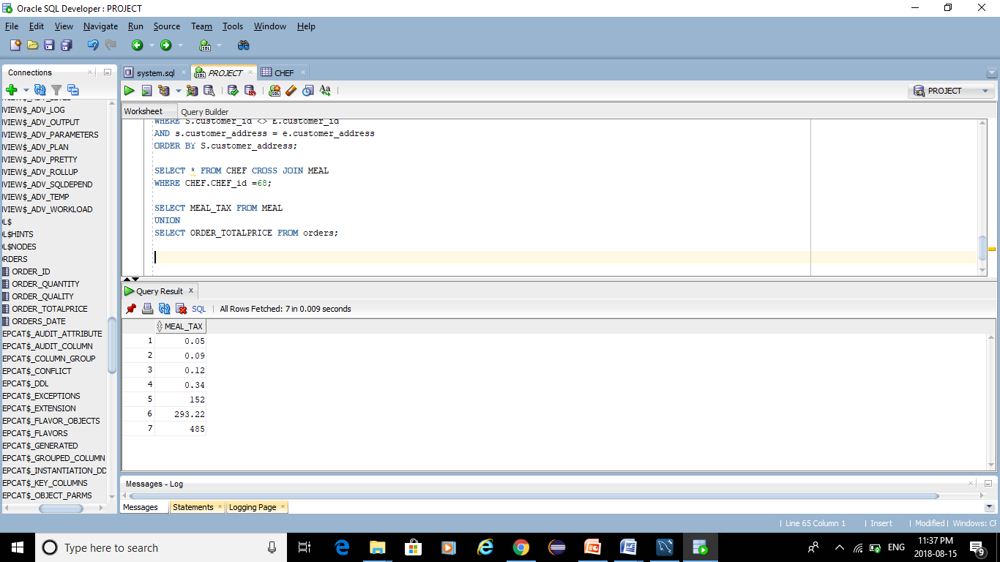 Oracle SQL Developer : PROJECT
File Edit View Navigate Run Source Team Tools Window Help
Connections
system.sql
PROJECT
CHEF
PROJECT
Worksheet
Query Builder
IVIEW$_ADV_LOG
IVIEW$_ADV_OUTPUT
IVIEW$_ADV_PARAMETERS
IVIEW$_ADV_PLAN
IVIEW$_ADV_PRETTY
IVIEW$_ADV_ROLLUP
IVIEW$_ADV_SQLDEPEND
IVIEW$_ADV_TEMP
IVIEW$_ADV_WORKLOAD
L$
L$HINTS
L$NODES
RDERS
ORDER_ID
ORDER_QUANTITY
ORDER_QUALITY
ORDER_TOTALPRICE
ORDERS_DATE
EPCAT$_AUDIT_ATTRIBUTE
EPCAT$_AUDIT_COLUMN
EPCAT$_COLUMN_GROUP
EPCAT$_CONFLICT
EPCAT$_DDL
EPCAT$_EXCEPTIONS
EPCAT$_EXTENSION
EPCAT$_FLAVOR_OBJECTS
EPCAT$_FLAVORS
EPCAT$_GENERATED
EPCAT$_GROUPED_COLUMN
EPCAT$_INSTANTIATION_DD
EPCAT$_KEY_COLUMNS
EPCAT$_OBJECT_PARMS
WHERE S.customer_id <> E.customer_id
AND s.customer_address = e.customer_address
ORDER BY S.customer_address;
SELECT * FROM CHEF CROSS JOIN MEAL
WHERE CHEF.CHEF_id =68;
SELECT MEAL_TAX FROM MEAL
UNION
SELECT ORDER_TOTALPRICE FROM orders;
Query Result
SQL | All Rows Fetched: 7 in 0.009 seconds
MEAL_TAX
1 0.05
2 0.09
3 0.12
4 0.34
5 152
6 293.22
7 485
Messages - Log
Messages
Statements
Logging Page
| Line 65 Column 1 | Insert | Modified | Windows: CF
Type here to search
ENG
11:37 PM
2018-08-15
9